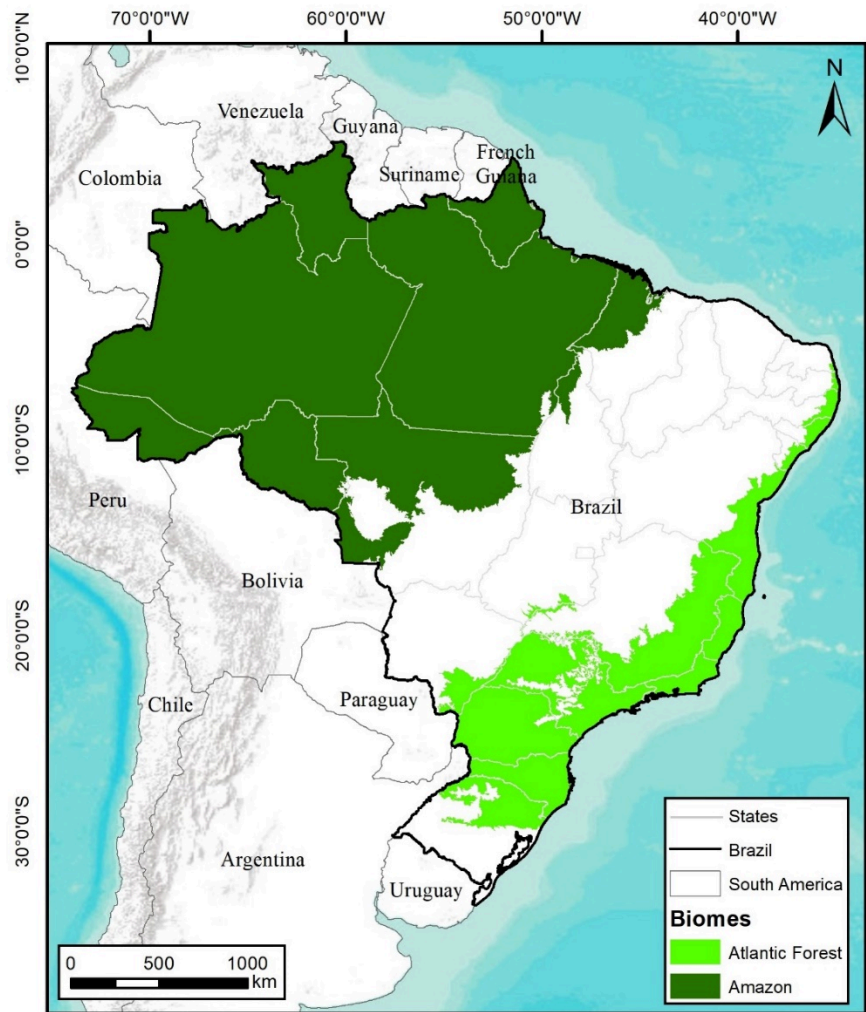 70°0'0"W 60°0'0"W 50°0'0"W 40°0'0"W
10°0'0"N
0°0'0"
10°0'0"S
20°0'0"S
30°0'0"S
N
Venezuela
Guyana
Suriname
French
Guiana
Colombia
Peru
Brazil
Bolivia
Paraguay
Chile
Argentina
Uruguay
States
Brazil
South America
Biomes
Atlantic Forest
Amazon
0 500 1000
km